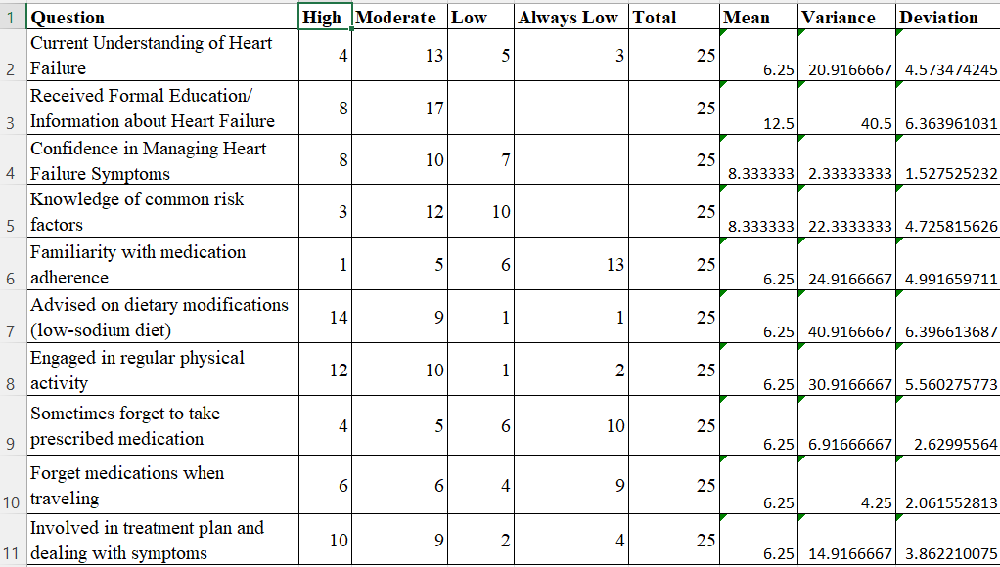 1 Question High Moderate Low Always Low Total Mean Variance Deviation
Current Understanding of Heart
2 Failure 4 13 5 3 25 6.25 20.9166667 4.573474245
Received Formal Education/
3 Information about Heart Failure 8 17 25 12.5 40.5 6.363961031
Confidence in Managing Heart
4 Failure Symptoms 8 10 7 25 8.333333 2.33333333 1.527525232
Knowledge of common risk
5 factors 3 12 10 25 8.333333 22.3333333 4.725815626
Familiarity with medication
6 adherence 1 5 6 13 25 6.25 24.9166667 4.991659711
Advised on dietary modifications
7 (low-sodium diet) 14 9 1 1 25 6.25 40.9166667 6.396613687
Engaged in regular physical
8 activity 12 10 1 2 25 6.25 30.9166667 5.560275773
Sometimes forget to take
9 prescribed medication 4 5 6 10 25 6.25 6.91666667 2.62995564
Forget medications when
10 traveling 6 6 4 9 25 6.25 4.25 2.061552813
Involved in treatment plan and
11 dealing with symptoms 10 9 2 4 25 6.25 14.9166667 3.862210075